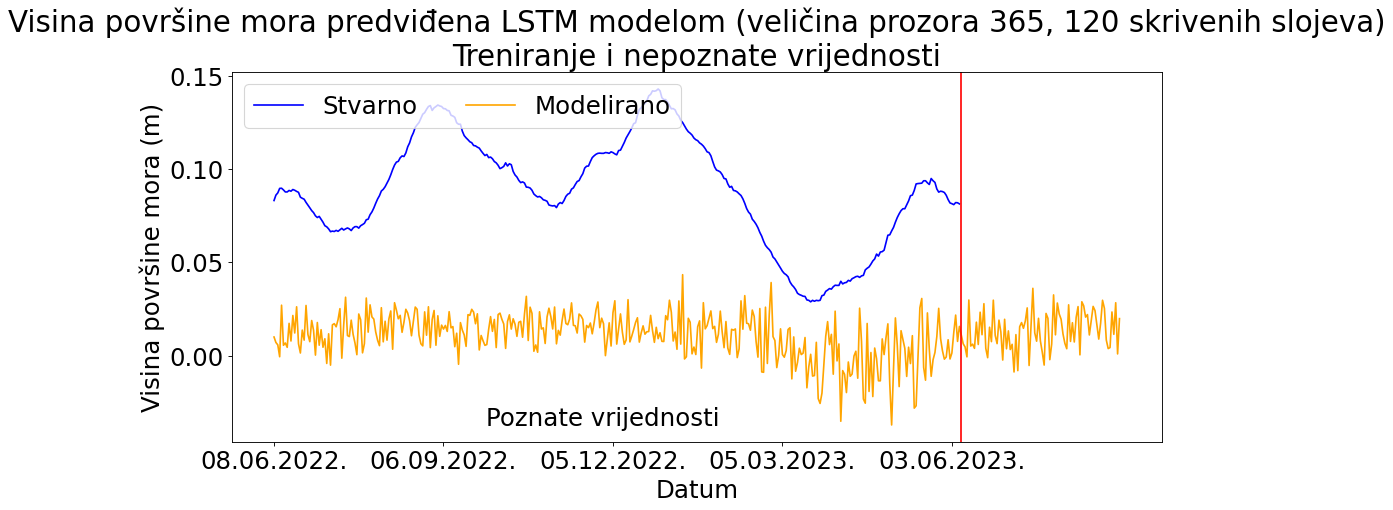 Visina površine mora predviđena LSTM modelom (veličina prozora 365, 120 skrivenih slojeva)
Treniranje i nepoznate vrijednosti
Visina površine mora (m)
0.15
0.10
0.05
0.00
Stvarno Modelirano
Poznate vrijednosti
08.06.2022. 06.09.2022. 05.12.2022. 05.03.2023. 03.06.2023.
Datum